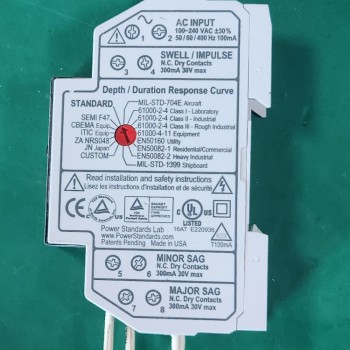 AC INPUT
100~240 VAC ±30%
50 / 60 / 400 Hz 100mA
1 2
SWELL / IMPULSE
N.C. Dry Contacts
300mA 30V max
3 4
Depth / Duration Response Curve
STANDARD
MIL-STD-704E Aircraft
61000-2-4 Class I - Laboratory
SEMI F47
61000-2-4 Class II - Industrial
CBEMA Equip
61000-2-4 Class III - Rough Industrial
ITIC Equip
61000-4-11 Equipment
ZA NRS048
EN50160 Utility
JN Japan
EN50082-1 Residential/Commercial
CUSTOM
EN50082-2 Heavy Industrial
MIL-STD-1399 Shipboard
Read installation and safety instructions
Lisez les instructions d'installation et de sécurité
C UL US
LISTED
16AT E220936
T100mA
Power Standards Lab
www.PowerStandards.com
Patents Pending Made in USA
5 6
MINOR SAG
N.C. Dry Contacts
300mA 30V max
7 8
MAJOR SAG
N.C. Dry Contacts
300mA 30V max